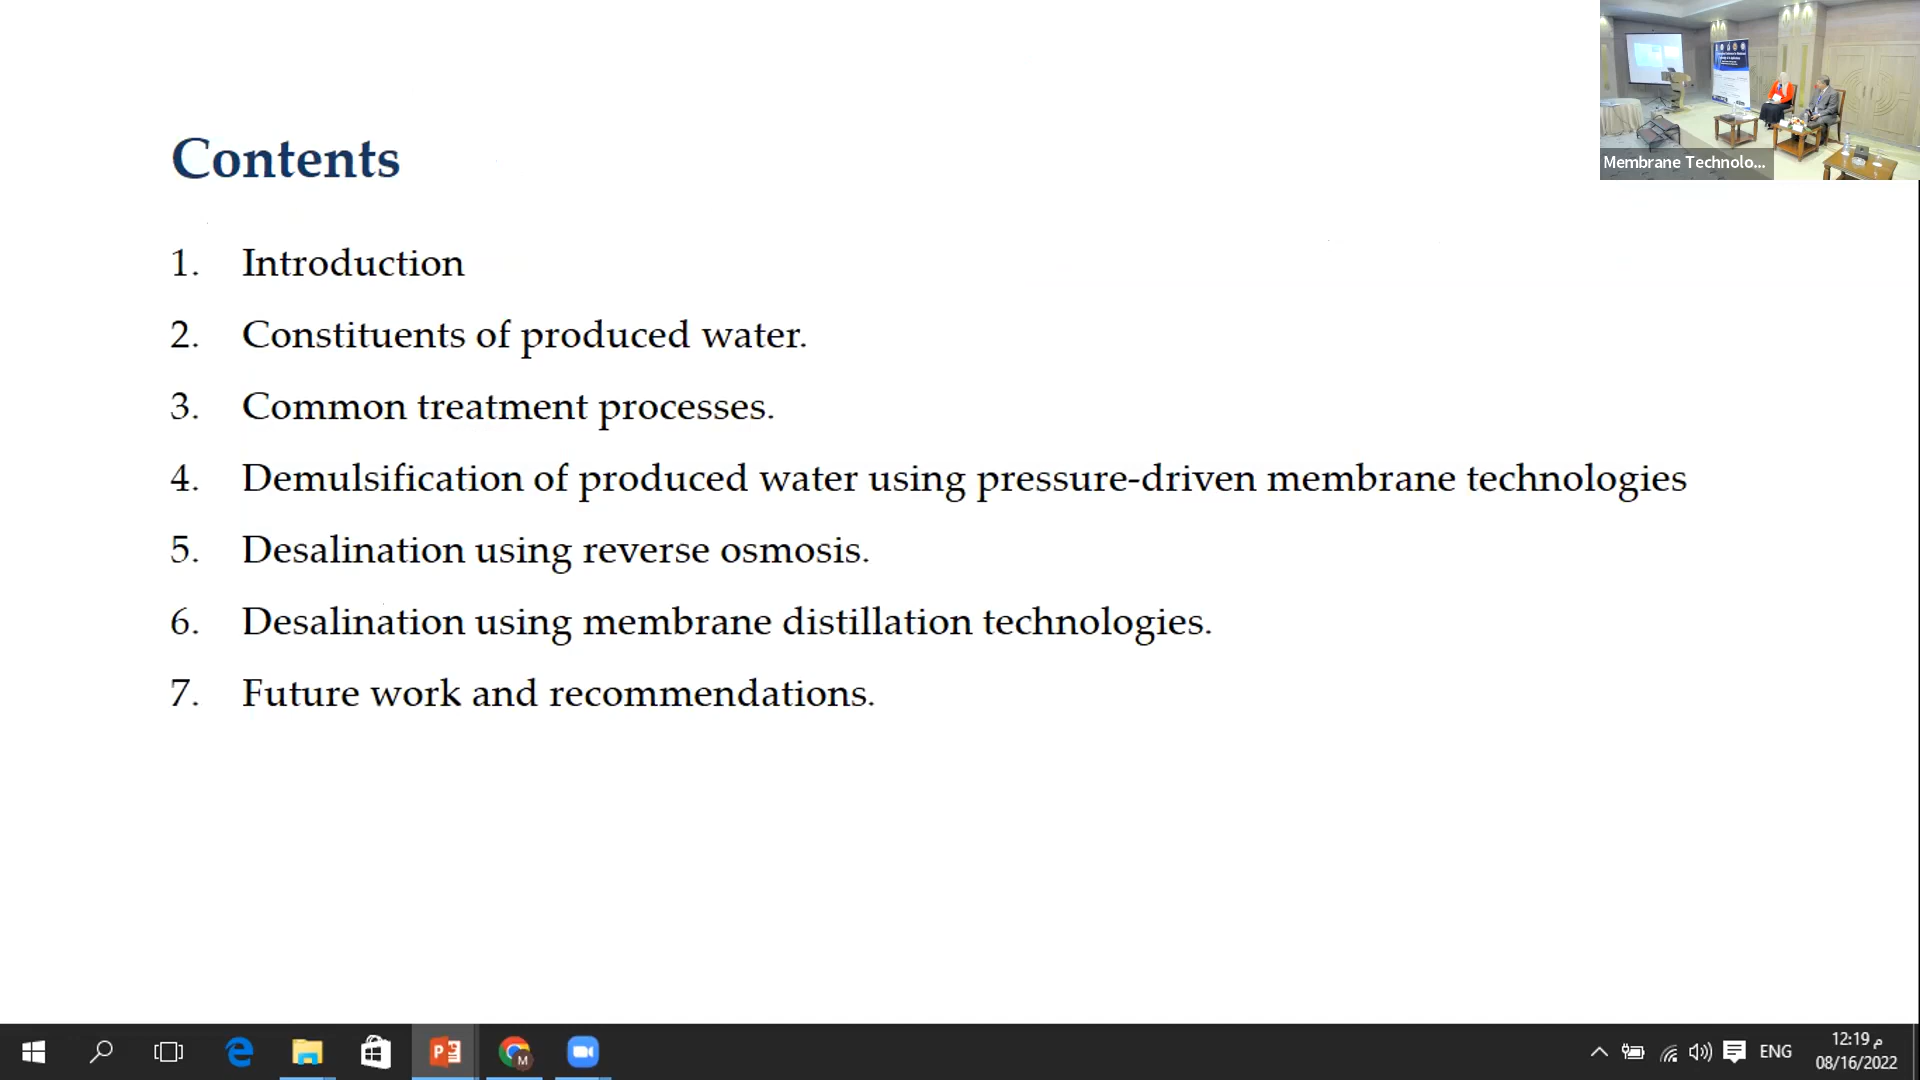 Membrane Technolo...
Contents
1. Introduction
2. Constituents of produced water.
3. Common treatment processes.
4. Demulsification of produced water using pressure-driven membrane technologies
5. Desalination using reverse osmosis.
6. Desalination using membrane distillation technologies.
7. Future work and recommendations.
ENG
12:19 م
08/16/2022